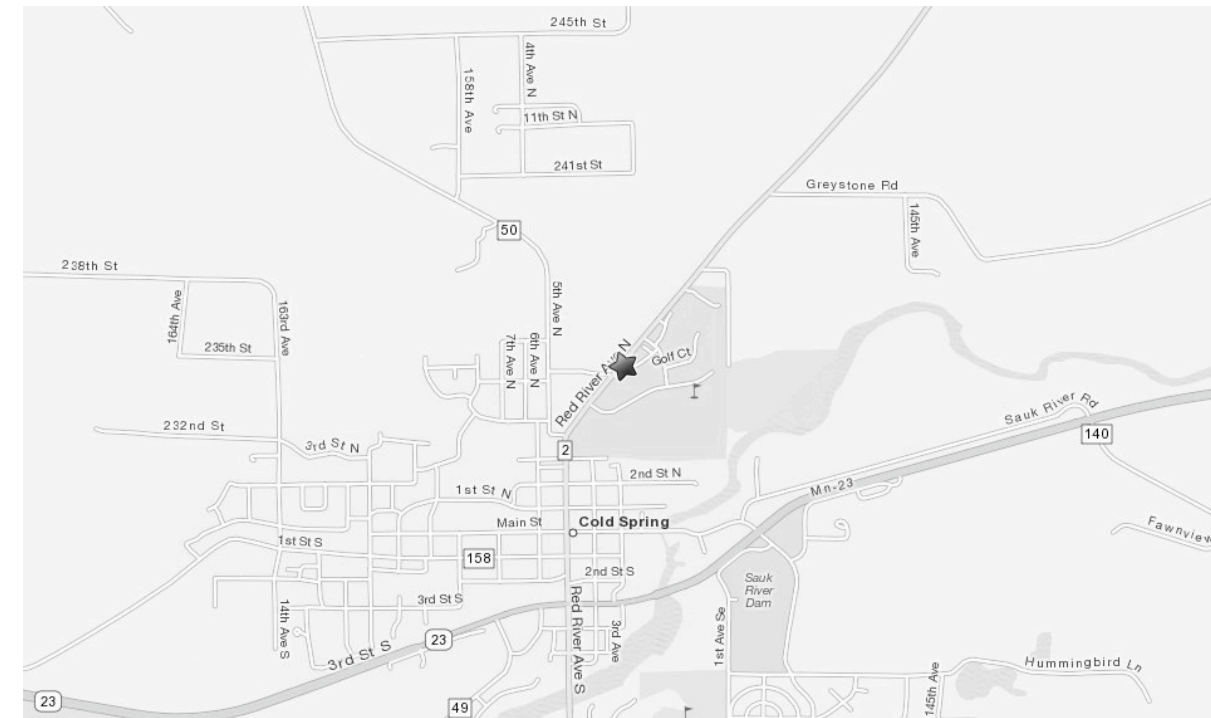 245th St
4th Ave N
158th Ave
11th St N
241st St
Greystone Rd
145th Ave
50
238th St
164th Ave
163rd Ave
5th Ave N
235th St
7th Ave N
6th Ave N
Red River Ave N
Golf Ct
Sauk River Rd
140
232nd St
3rd St N
2
2nd St N
Mn-23
1st St N
Main St
Cold Spring
Fawnview
1st St S
158
2nd St S
Sauk
River
Dam
14th Ave S
3rd St S
Red River Ave S
3rd Ave
1st Ave Se
3rd St S
23
Hummingbird Ln
145th Ave
23
49